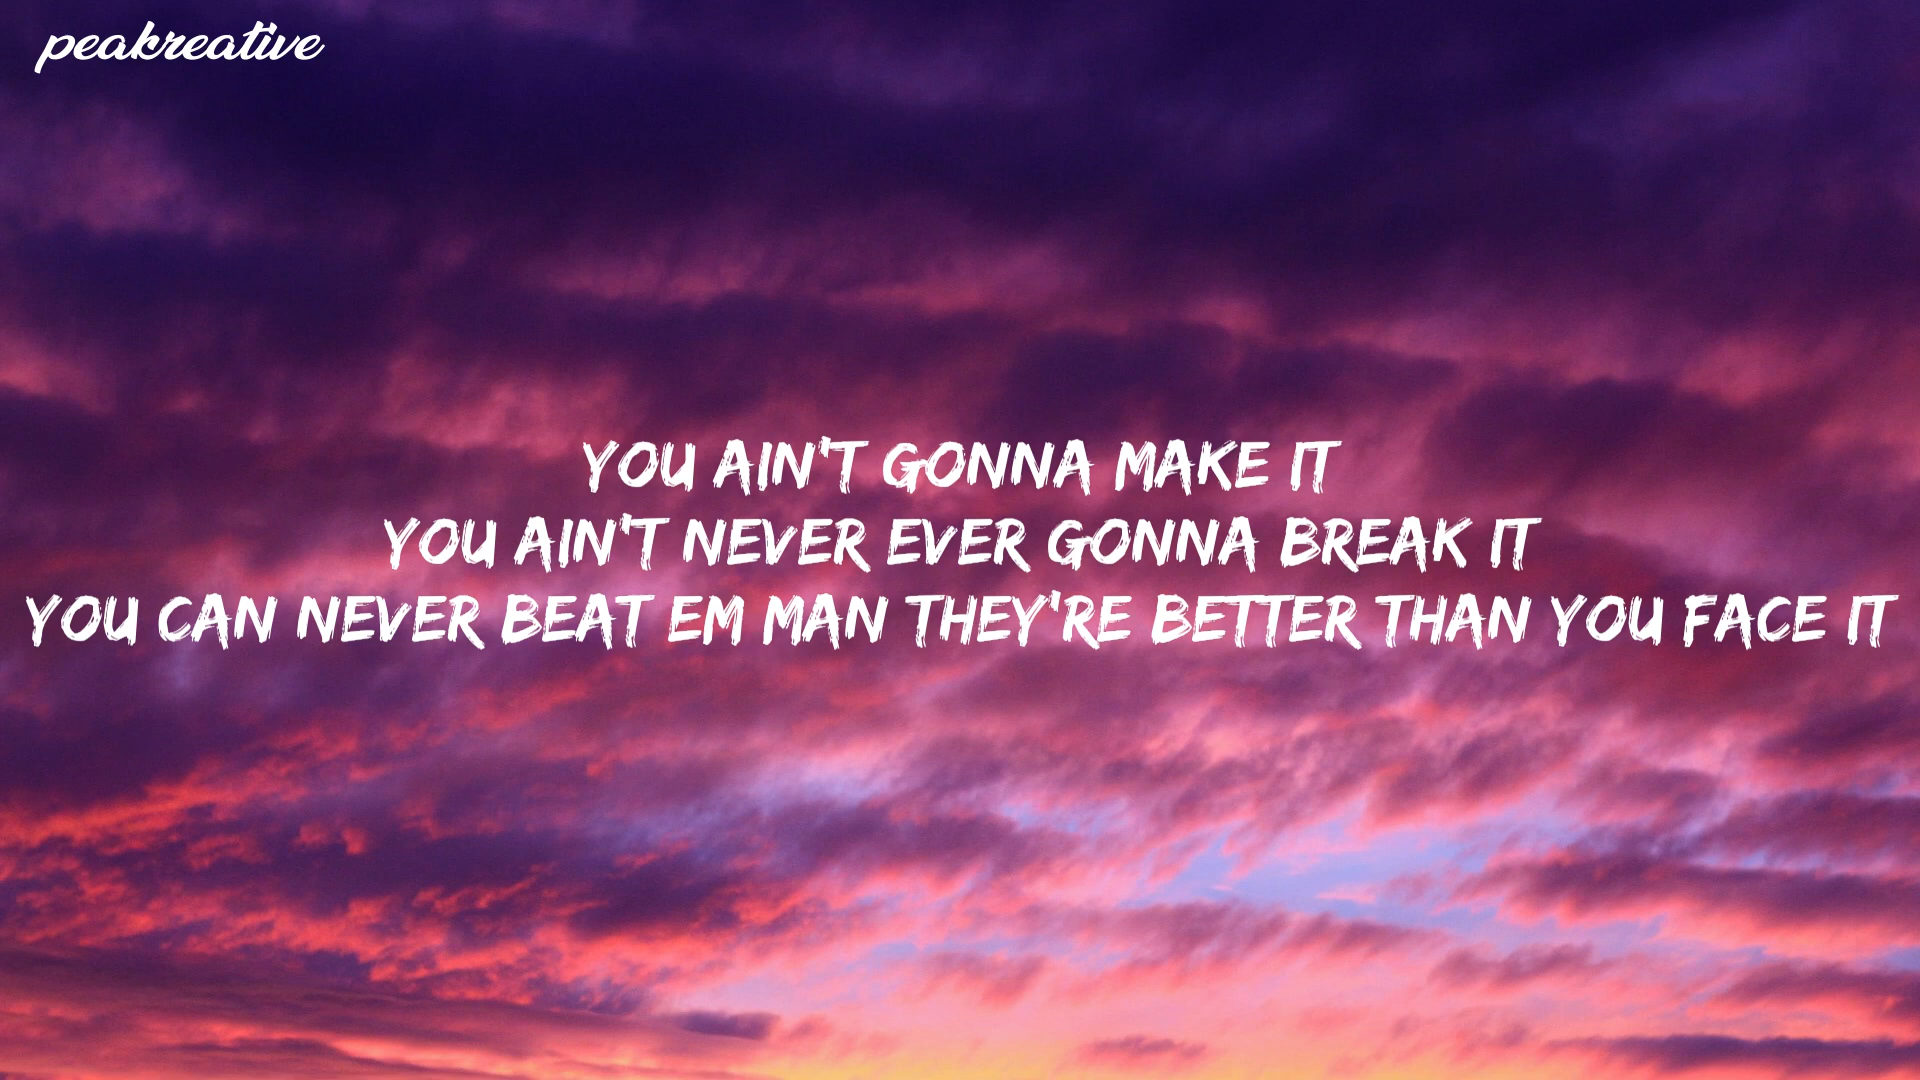 peakreative
YOU AIN'T GONNA MAKE IT
YOU AIN'T NEVER EVER GONNA BREAK IT
YOU CAN NEVER BEAT EM MAN THEY'RE BETTER THAN YOU FACE IT